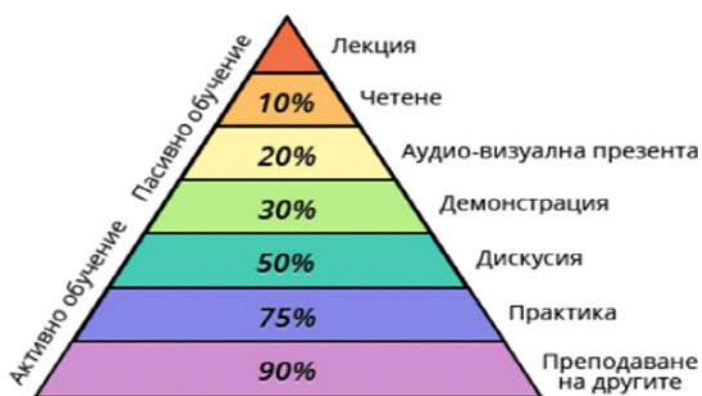 Лекция
10% Четене
20% Аудио-визуална презента
30% Демонстрация
50% Дискусия
75% Практика
90% Преподаване
на другите
Пасивно обучение
Активно обучение